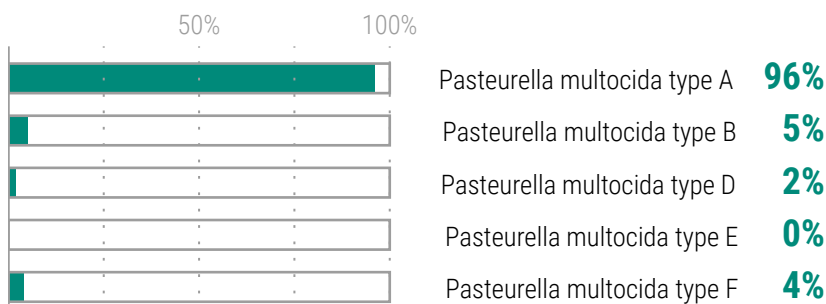 50% 100%
Pasteurella multocida type A 96%
Pasteurella multocida type B 5%
Pasteurella multocida type D 2%
Pasteurella multocida type E 0%
Pasteurella multocida type F 4%